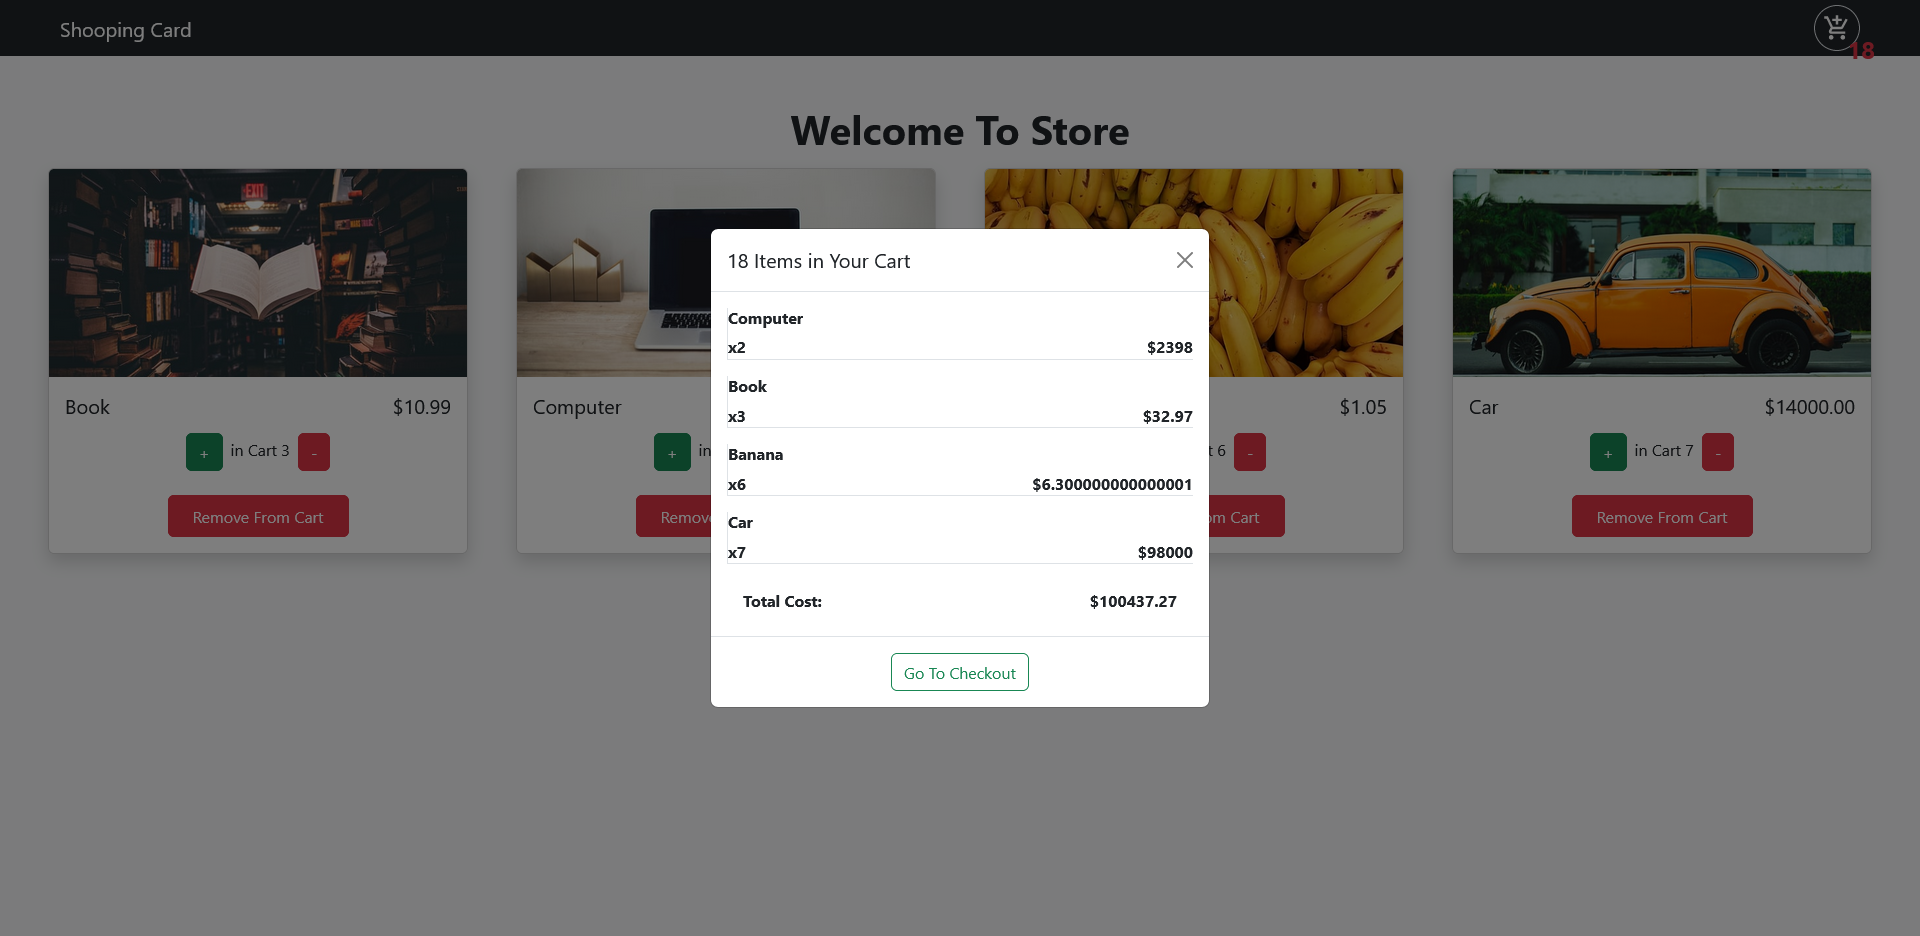 Shooping Card
18
Welcome To Store
EXIT
18 Items in Your Cart
Computer
x2 $2398
Book
x3 $32.97
Banana
x6 $6.300000000000001
Car
x7 $98000
Total Cost: $100437.27
Go To Checkout
Book $10.99
+ in Cart 3 -
Remove From Cart
Computer
+ in
Remov
$1.05
t 6 -
om Cart
Car $14000.00
+ in Cart 7 -
Remove From Cart